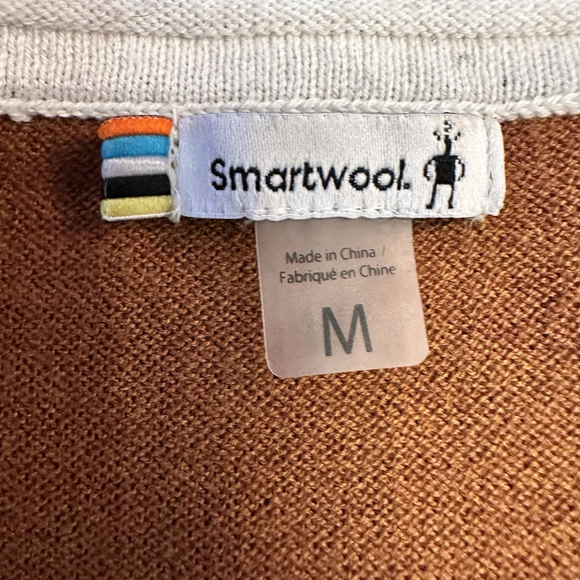 Smartwool.
Made in China /
Fabriqué en Chine
M